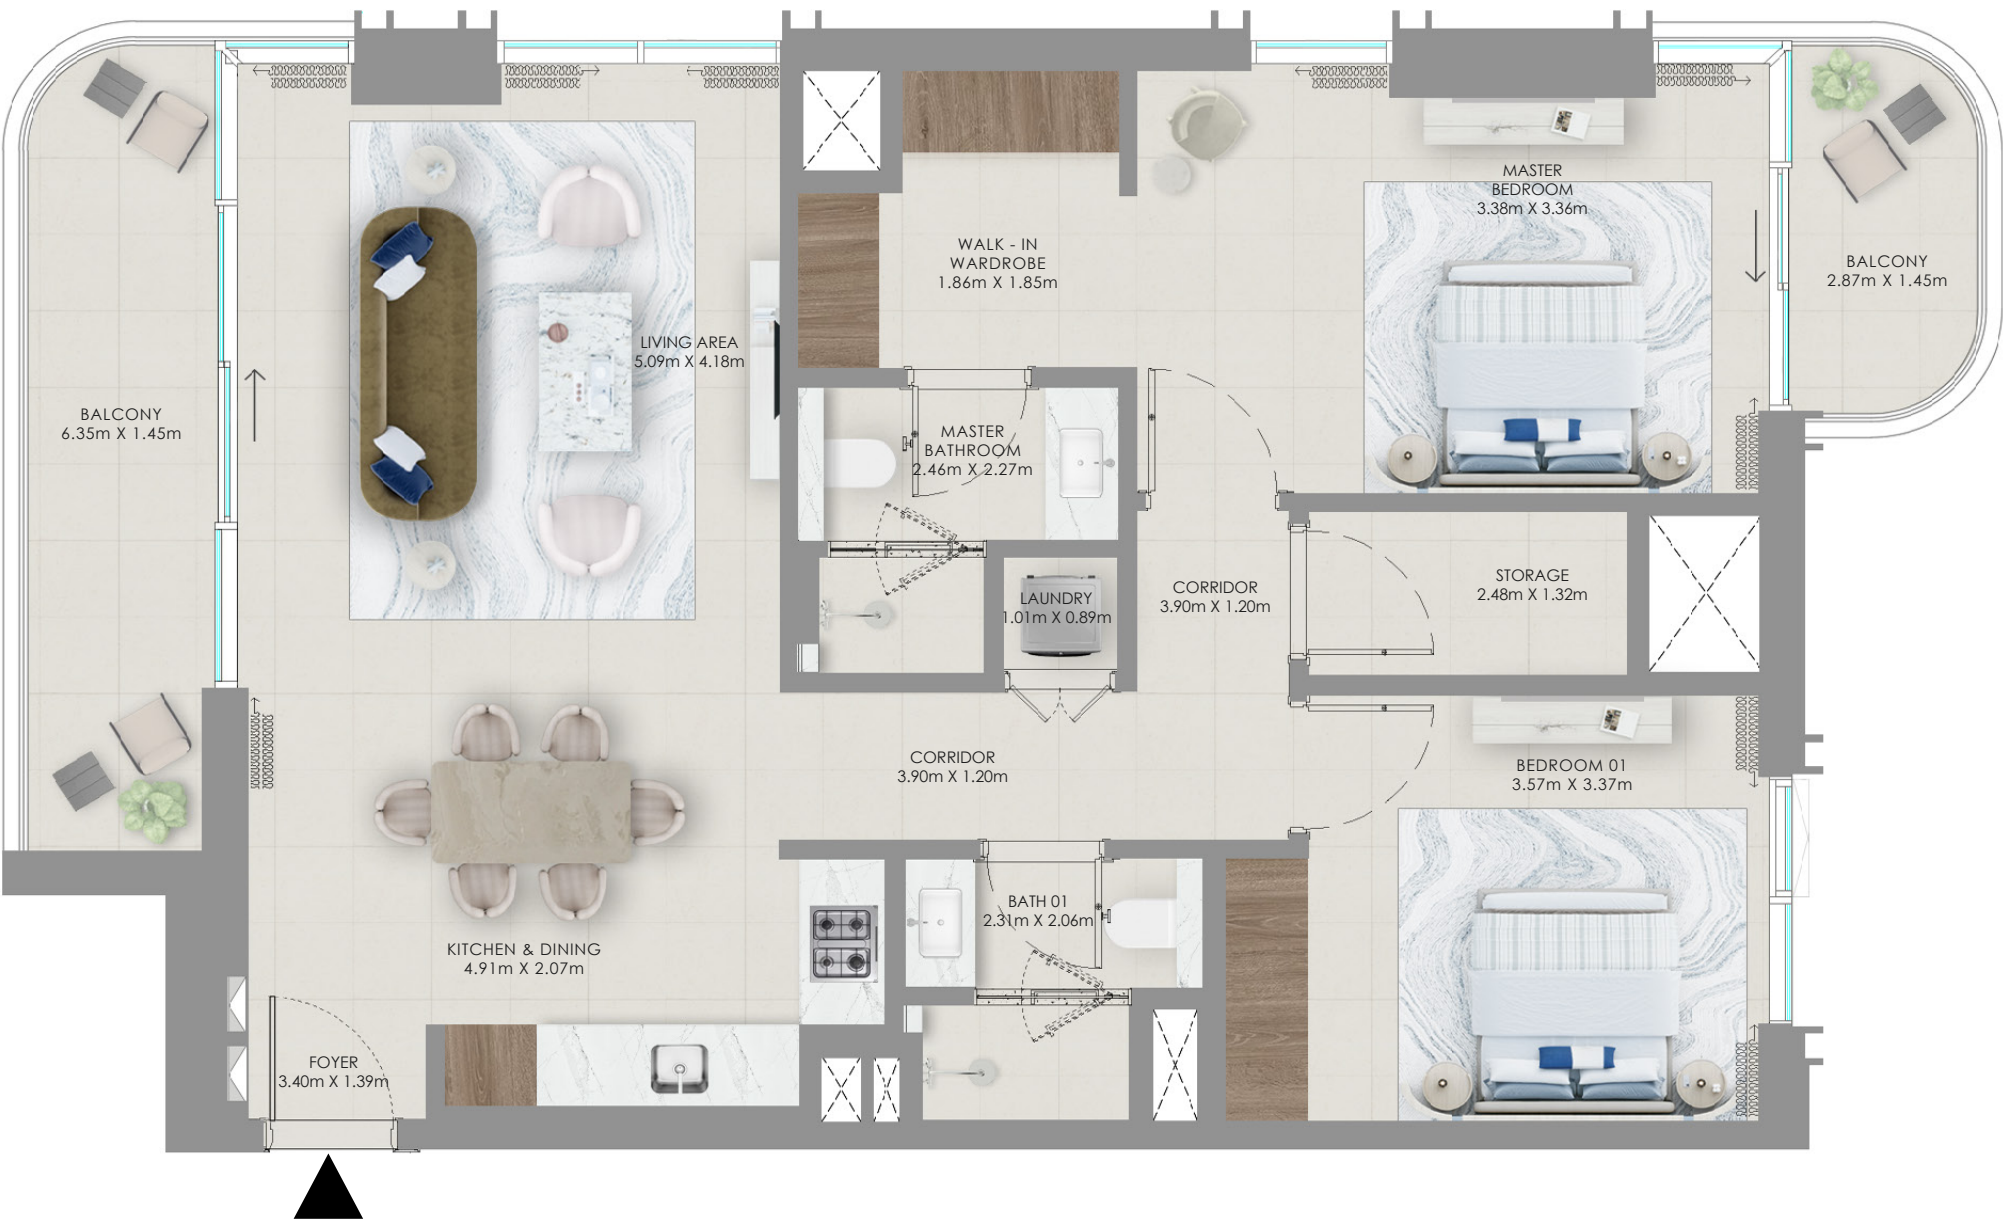 MASTER
BEDROOM
3.38m X 3.36m
WALK - IN
WARDROBE
1.86m X 1.85m
BALCONY
2.87m X 1.45m
LIVING AREA
5.09m X 4.18m
BALCONY
6.35m X 1.45m
MASTER
BATHROOM
2.46m X 2.27m
LAUNDRY
1.01m X 0.89m
CORRIDOR
3.90m X 1.20m
STORAGE
2.48m X 1.32m
CORRIDOR
3.90m X 1.20m
BEDROOM 01
3.57m X 3.37m
BATH 01
2.31m X 2.06m
KITCHEN & DINING
4.91m X 2.07m
FOYER
3.40m X 1.39m